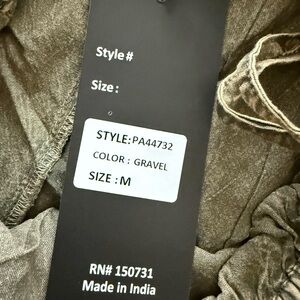 Style#
Size :
STYLE:PA44732
COLOR : GRAVEL
SIZE : M
RN# 150731
Made in India